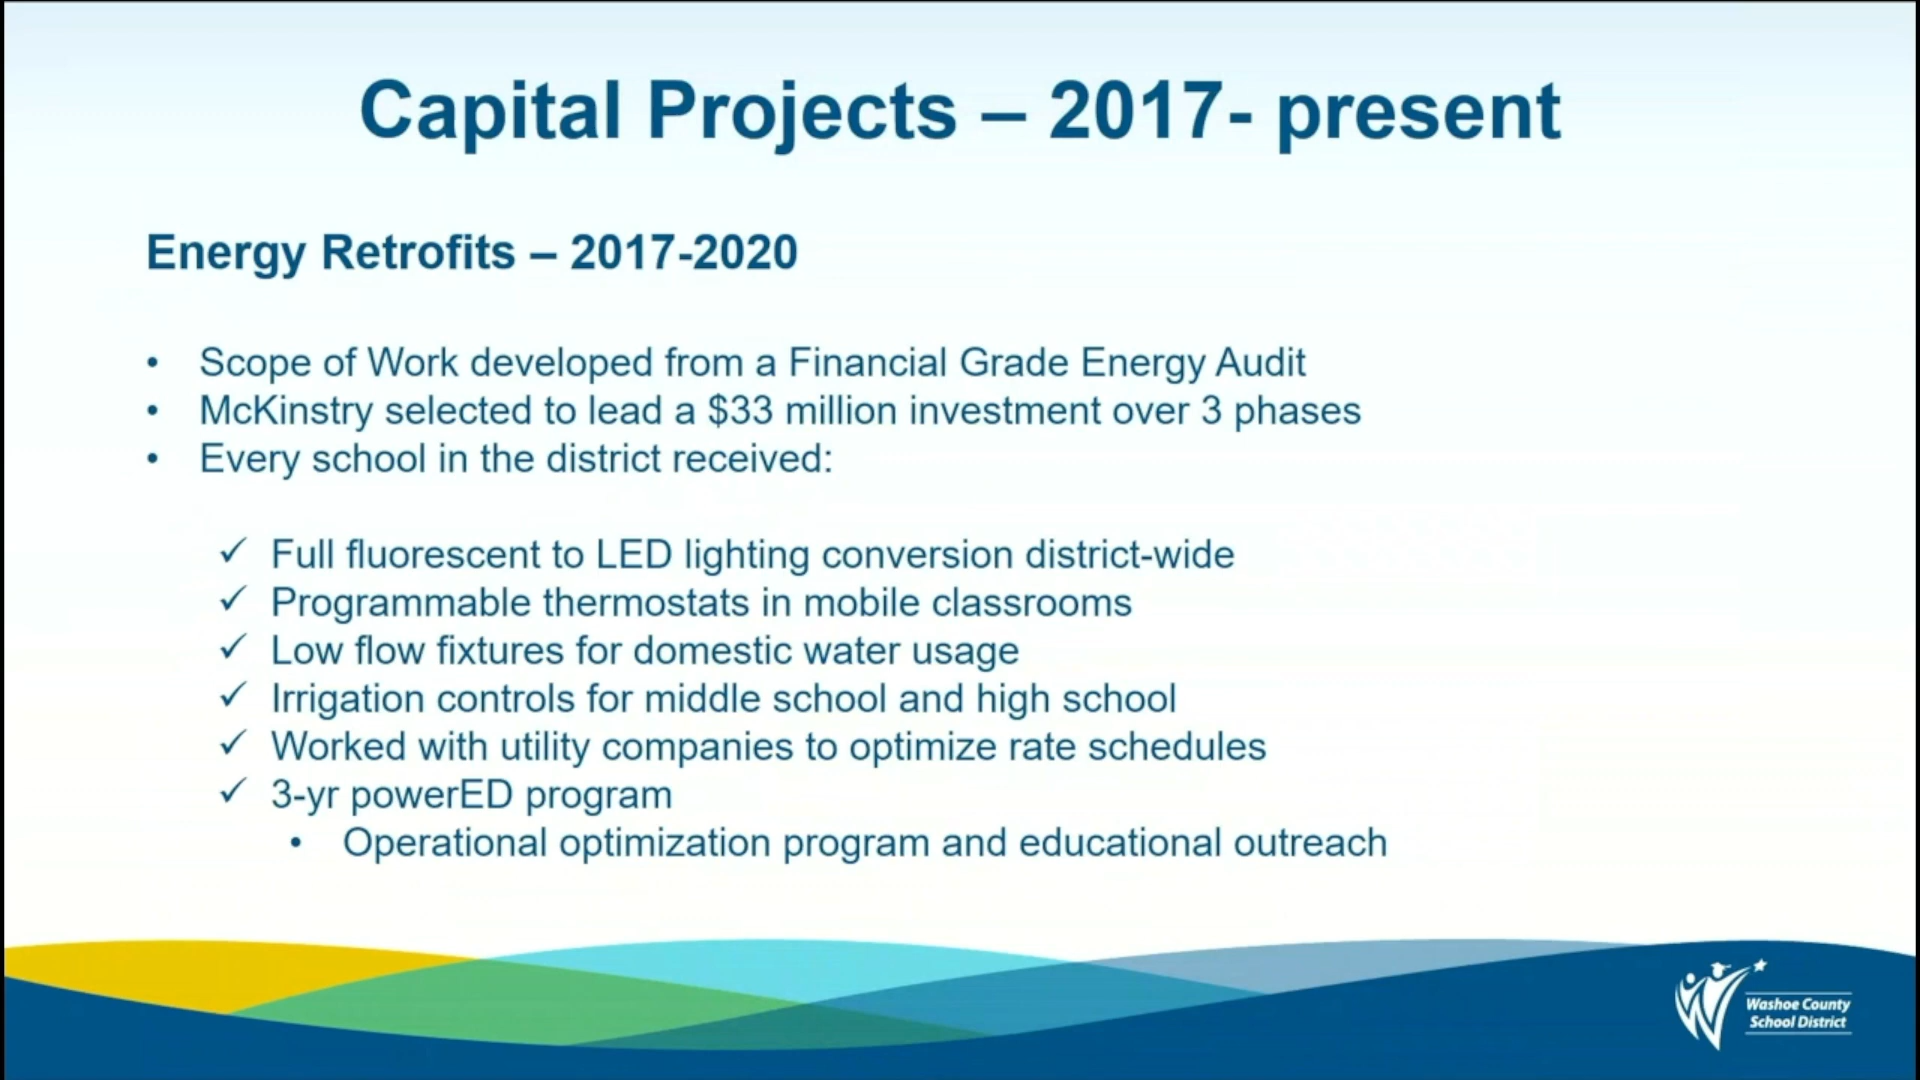 Capital Projects – 2017- present
Energy Retrofits – 2017-2020
• Scope of Work developed from a Financial Grade Energy Audit
• McKinstry selected to lead a $33 million investment over 3 phases
• Every school in the district received:
✓ Full fluorescent to LED lighting conversion district-wide
✓ Programmable thermostats in mobile classrooms
✓ Low flow fixtures for domestic water usage
✓ Irrigation controls for middle school and high school
✓ Worked with utility companies to optimize rate schedules
✓ 3-yr powerED program
• Operational optimization program and educational outreach
Washoe County
School District